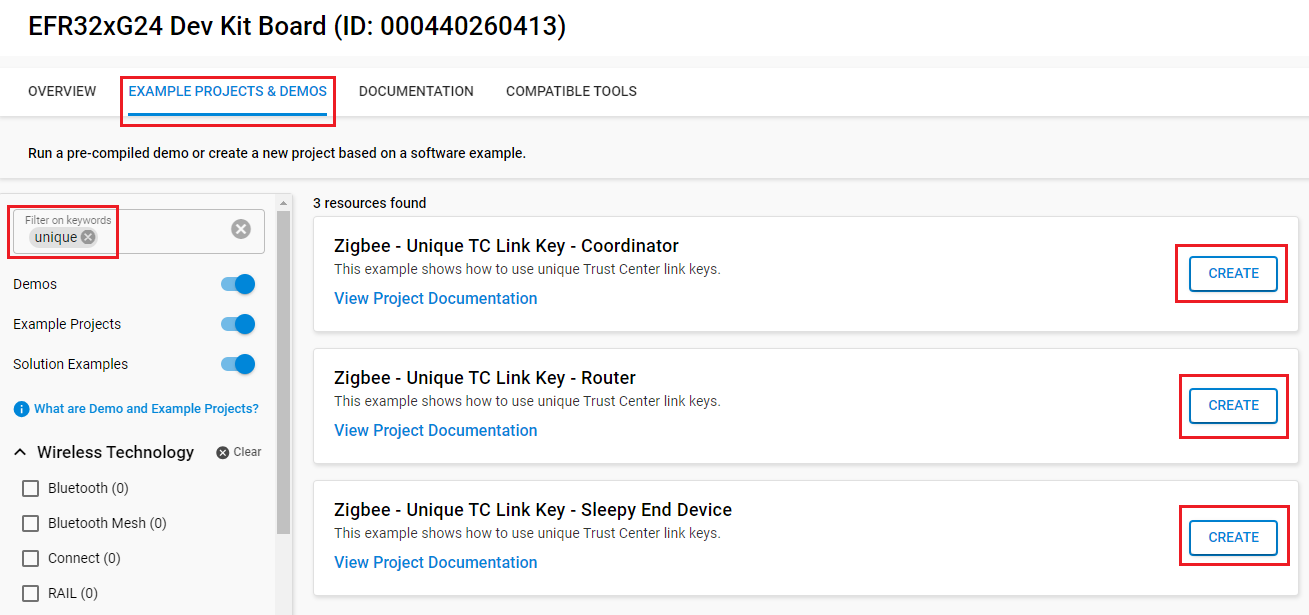 EFR32xG24 Dev Kit Board (ID: 000440260413)
OVERVIEW
EXAMPLE PROJECTS & DEMOS
DOCUMENTATION
COMPATIBLE TOOLS
Run a pre-compiled demo or create a new project based on a software example.
Filter on keywords
unique
Demos
Example Projects
Solution Examples
What are Demo and Example Projects?
Wireless Technology
Clear
Bluetooth (0)
Bluetooth Mesh (0)
Connect (0)
RAIL (0)
3 resources found
Zigbee - Unique TC Link Key - Coordinator
This example shows how to use unique Trust Center link keys.
View Project Documentation
CREATE
Zigbee - Unique TC Link Key - Router
This example shows how to use unique Trust Center link keys.
View Project Documentation
CREATE
Zigbee - Unique TC Link Key - Sleepy End Device
This example shows how to use unique Trust Center link keys.
View Project Documentation
CREATE